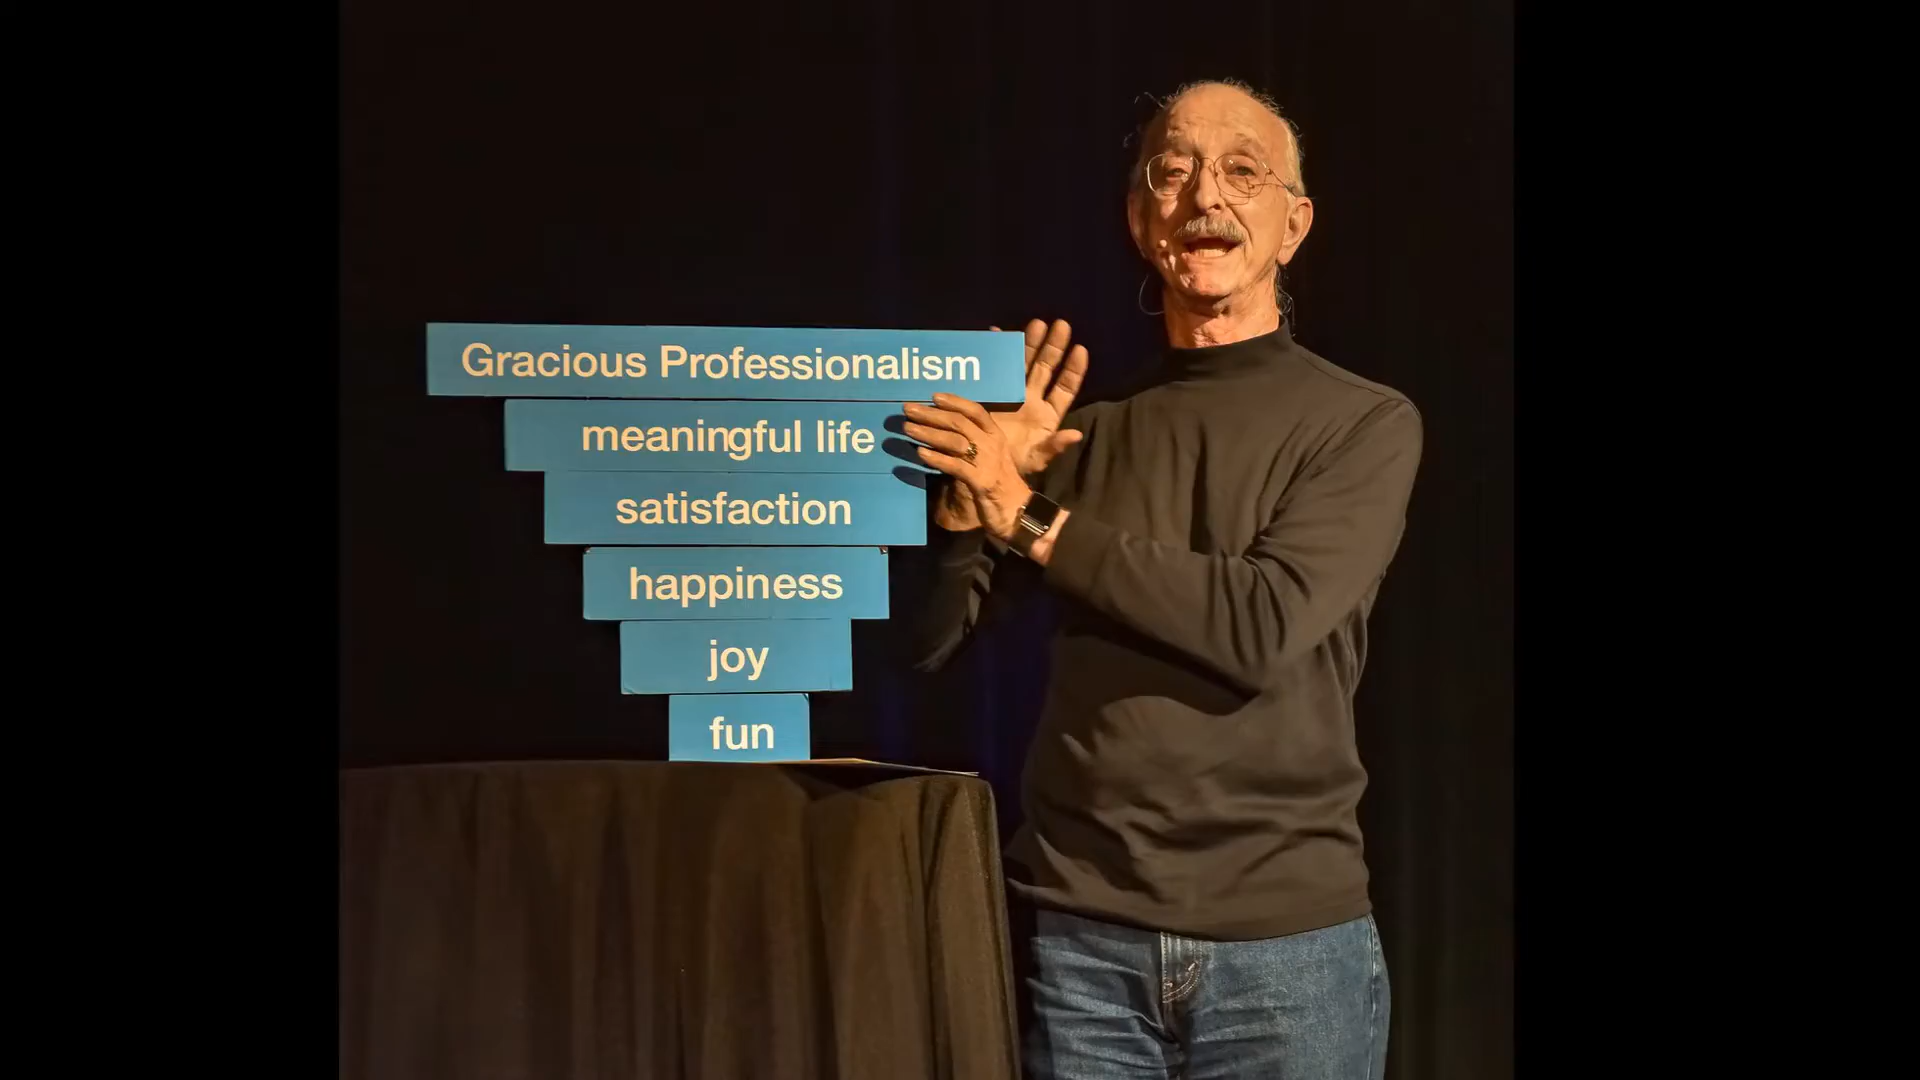 Gracious Professionalism
meaningful life
satisfaction
happiness
joy
fun